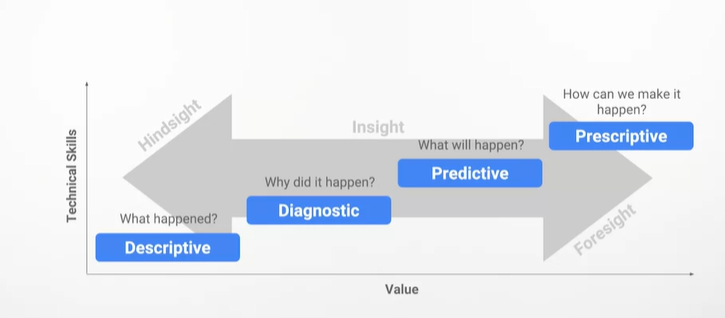 How can we make it
happen?
Prescriptive
Hindsight
Insight
What will happen?
Predictive
Why did it happen?
Diagnostic
What happened?
Descriptive
Foresight
Technical Skills
Value